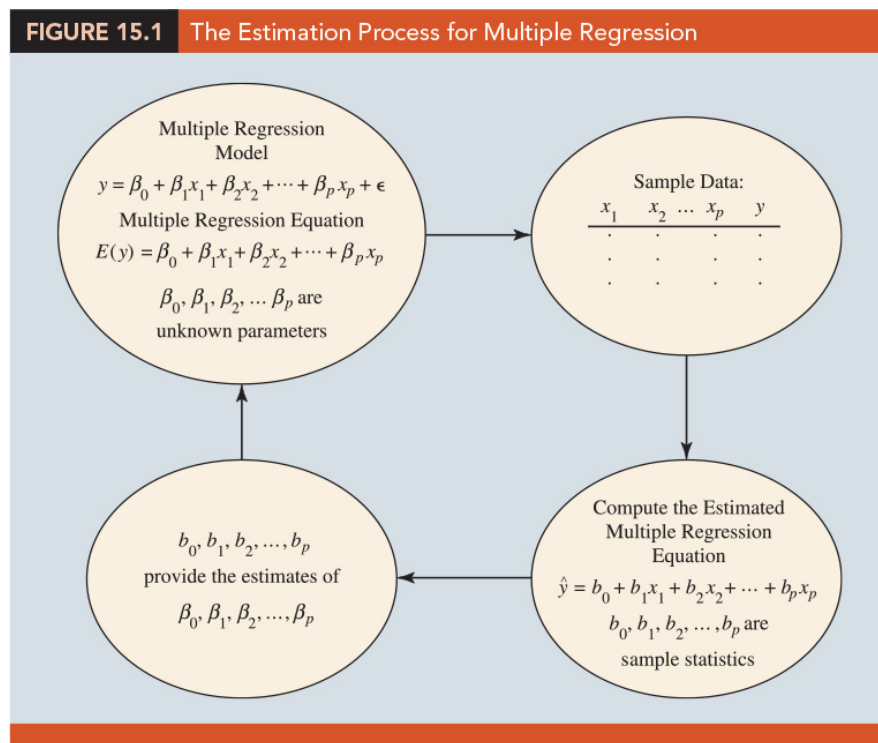 FIGURE 15.1 The Estimation Process for Multiple Regression
Multiple Regression
Model
y = β₀ + β₁x₁ + β₂x₂ + ⋯ + βₚxₚ + ϵ
Multiple Regression Equation
E(y) = β₀ + β₁x₁ + β₂x₂ + ⋯ + βₚxₚ
β₀, β₁, β₂, … βₚ are
unknown parameters
Sample Data:
x₁ x₂ … xₚ y
. . . .
. . . .
. . . .
Compute the Estimated
Multiple Regression
Equation
ŷ = b₀ + b₁x₁ + b₂x₂ + ⋯ + bₚxₚ
b₀, b₁, b₂, … , bₚ are
sample statistics
b₀, b₁, b₂, … , bₚ
provide the estimates of
β₀, β₁, β₂, … , βₚ